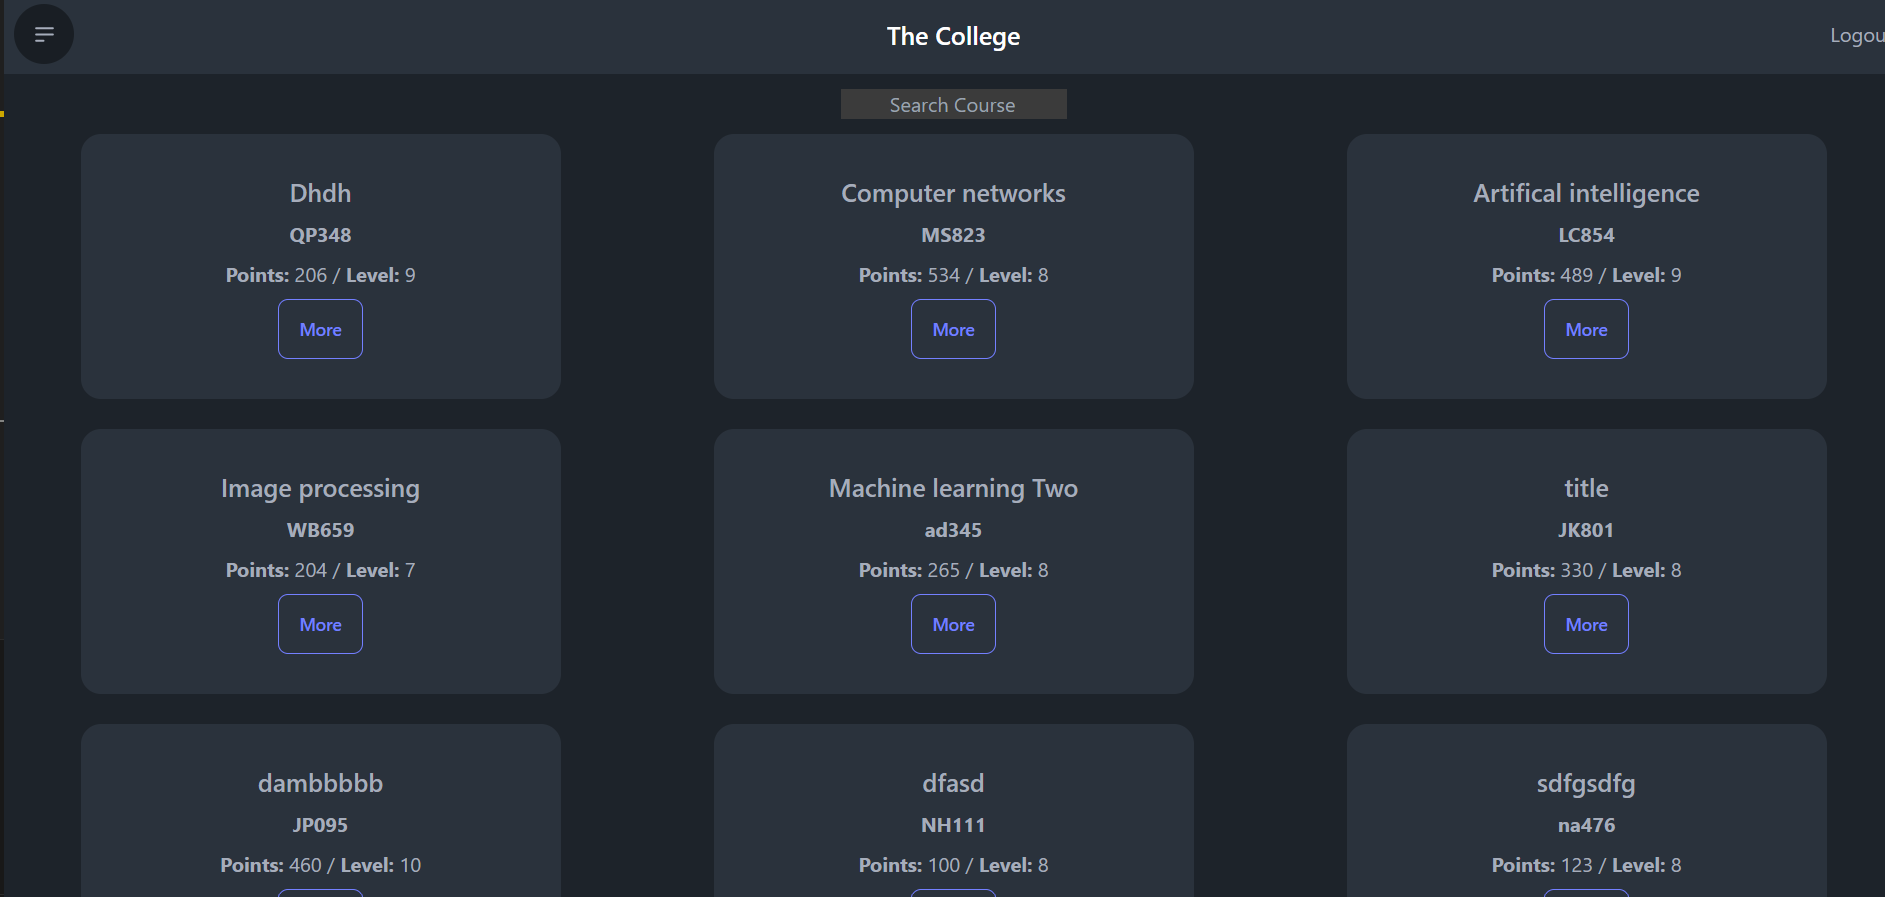 The College
Logou
Search Course
Dhdh
QP348
Points: 206 / Level: 9
More
Computer networks
MS823
Points: 534 / Level: 8
More
Artifical intelligence
LC854
Points: 489 / Level: 9
More
Image processing
WB659
Points: 204 / Level: 7
More
Machine learning Two
ad345
Points: 265 / Level: 8
More
title
JK801
Points: 330 / Level: 8
More
dambbbbb
JP095
Points: 460 / Level: 10
dfasd
NH111
Points: 100 / Level: 8
sdfgsdfg
na476
Points: 123 / Level: 8